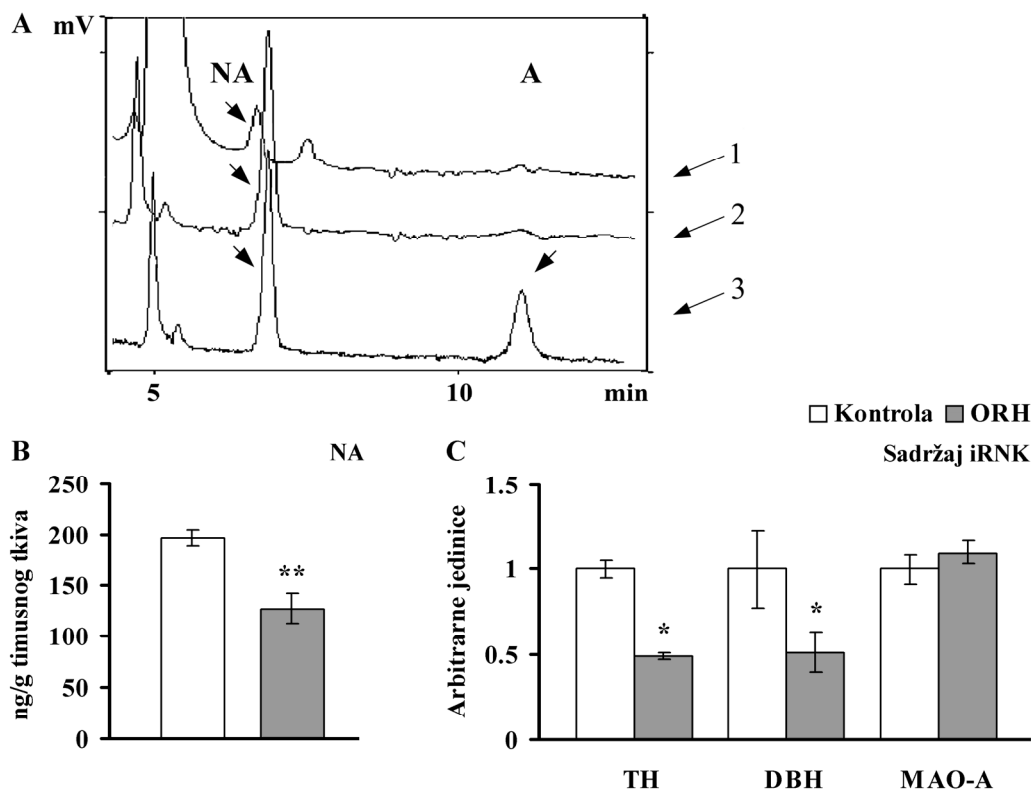 A
mV
NA
A
1
2
3
5
10
min
Kontrola ORH
B
NA
ng/g timusnog tkiva
250
200
150
100
50
0
**
C
Sadržaj iRNK
Arbitrarne jedinice
1.5
1
0.5
0
*
*
TH DBH MAO-A